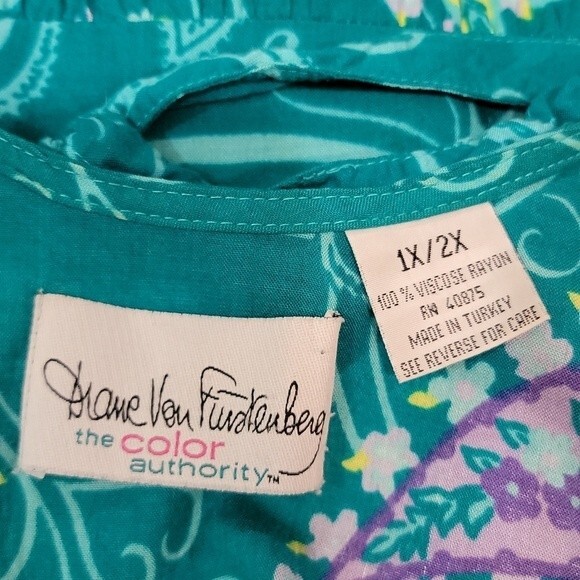 1X/2X
100 % VISCOSE RAYON
RN 40875
MADE IN TURKEY
SEE REVERSE FOR CARE
Diane Von Fürstenberg
the color
authority™